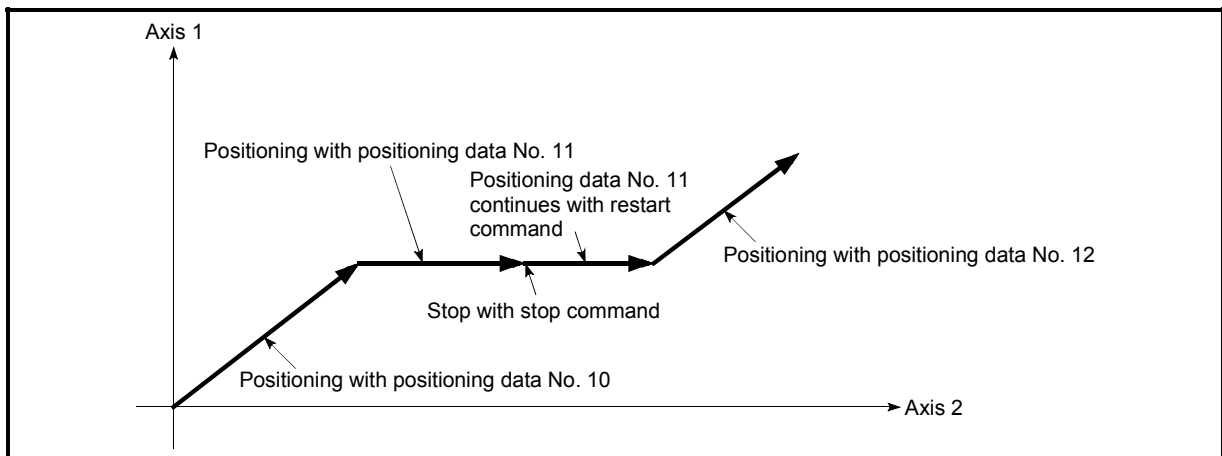 Axis 1
Positioning with positioning data No. 11
Positioning data No. 11
continues with restart
command
Positioning with positioning data No. 12
Stop with stop command
Positioning with positioning data No. 10
Axis 2